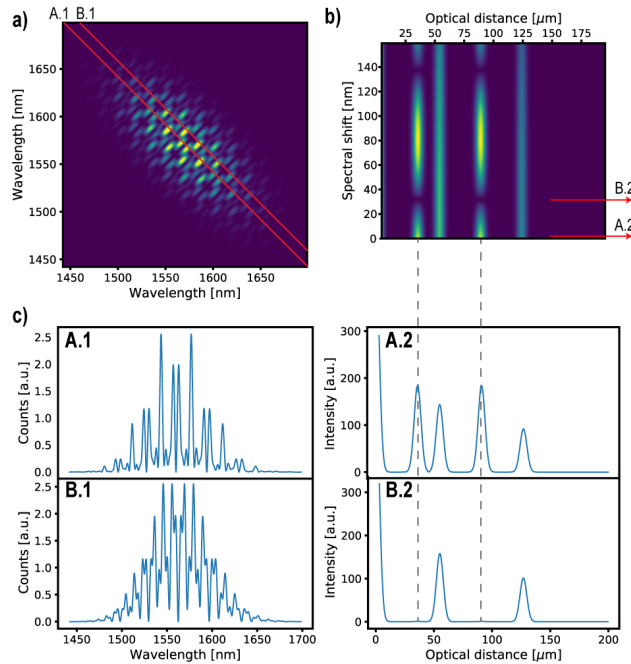 a)
A.1 B.1
Wavelength [nm]
1650
1600
1550
1500
1450
1450 1500 1550 1600 1650
Wavelength [nm]
b)
Optical distance [μm]
25 50 75 100 125 150 175
Spectral shift [nm]
140
120
100
80
60
40
20
0
B.2
A.2
c)
A.1
Counts [a.u.]
2.5
2.0
1.5
1.0
0.5
0.0
A.2
Intensity [a.u.]
300
200
100
0
B.1
Counts [a.u.]
2.5
2.0
1.5
1.0
0.5
0.0
1450 1500 1550 1600 1650 1700
Wavelength [nm]
B.2
Intensity [a.u.]
300
200
100
0
0 50 100 150 200
Optical distance [μm]